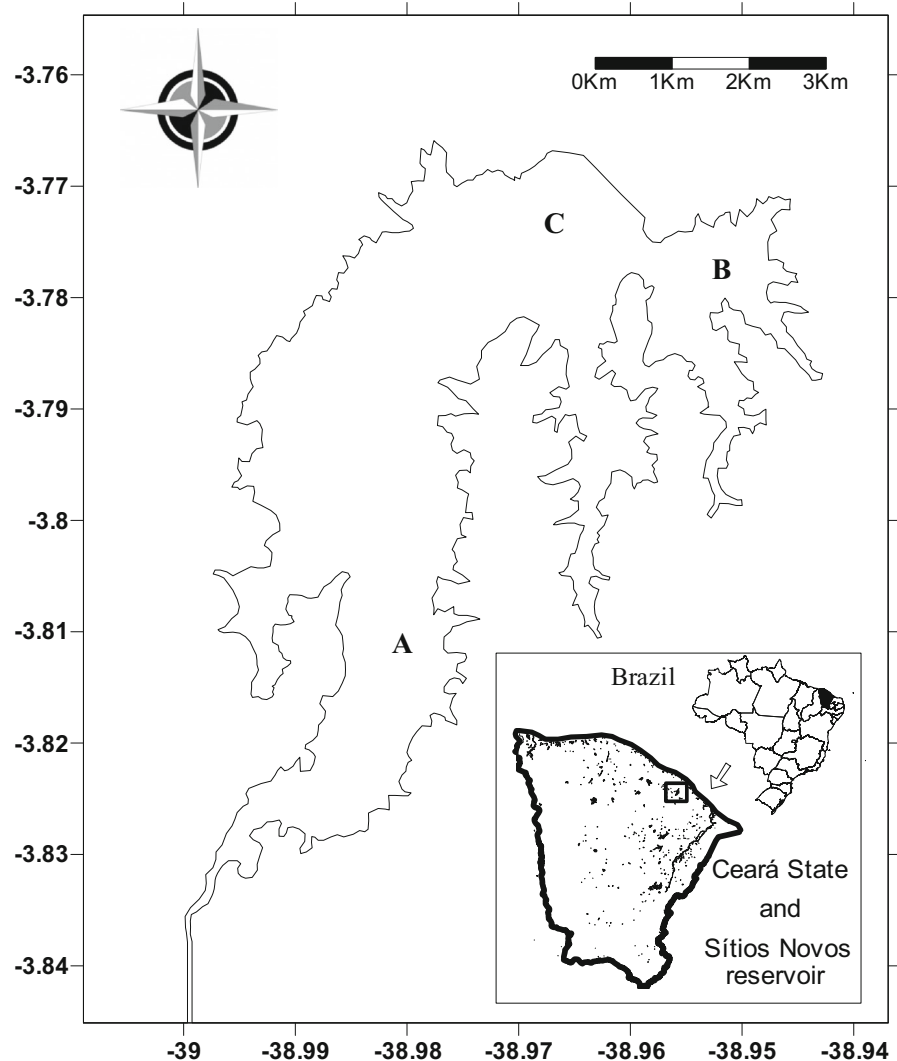 -3.76
0Km 1Km 2Km 3Km
-3.77
C
B
-3.78
-3.79
-3.8
-3.81
A
Brazil
-3.82
-3.83
Ceará State
and
Sítios Novos
reservoir
-3.84
-39 -38.99 -38.98 -38.97 -38.96 -38.95 -38.94